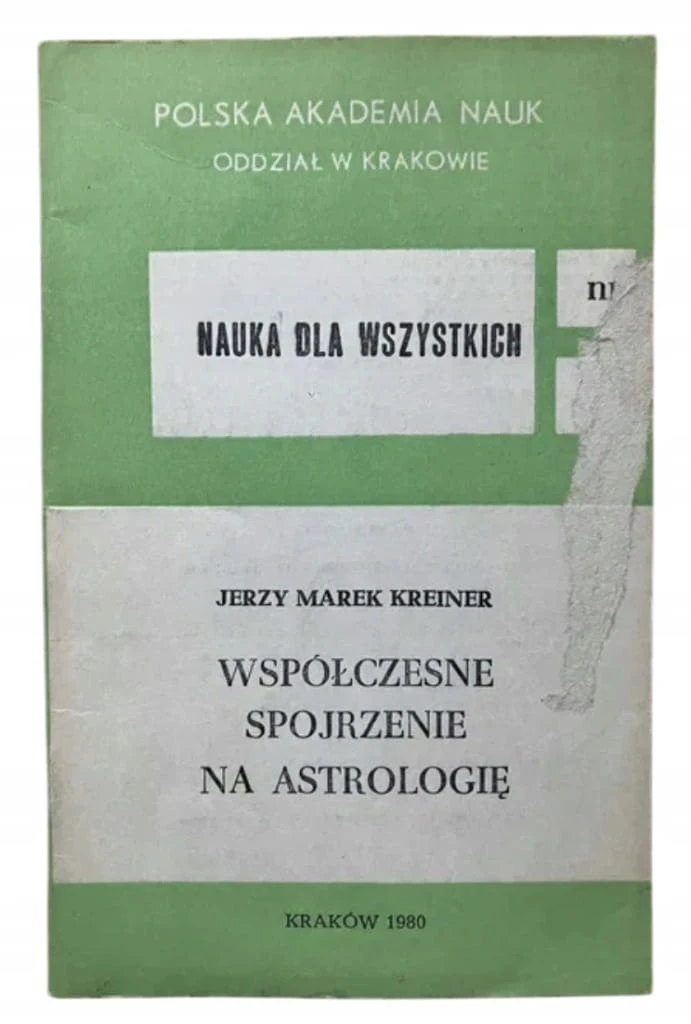 POLSKA AKADEMIA NAUK
ODDZIAŁ W KRAKOWIE
NAUKA DLA WSZYSTKICH
JERZY MAREK KREINER
WSPÓŁCZESNE
SPOJRZENIE
NA ASTROLOGIĘ
KRAKÓW 1980